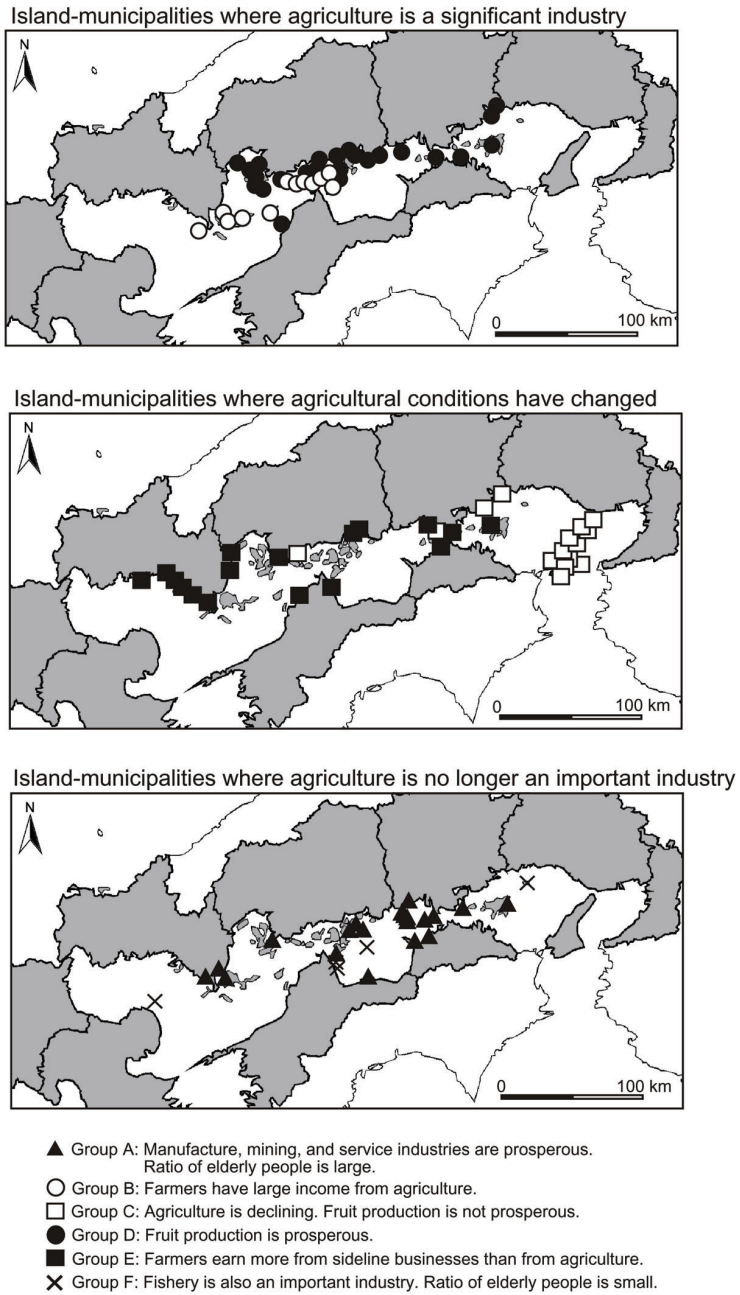 Island-municipalities where agriculture is a significant industry
N
0
100 km
Island-municipalities where agricultural conditions have changed
N
0
100 km
Island-municipalities where agriculture is no longer an important industry
N
0
100 km
Group A: Manufacture, mining, and service industries are prosperous.
Ratio of elderly people is large.
Group B: Farmers have large income from agriculture.
Group C: Agriculture is declining. Fruit production is not prosperous.
Group D: Fruit production is prosperous.
Group E: Farmers earn more from sideline businesses than from agriculture.
Group F: Fishery is also an important industry. Ratio of elderly people is small.